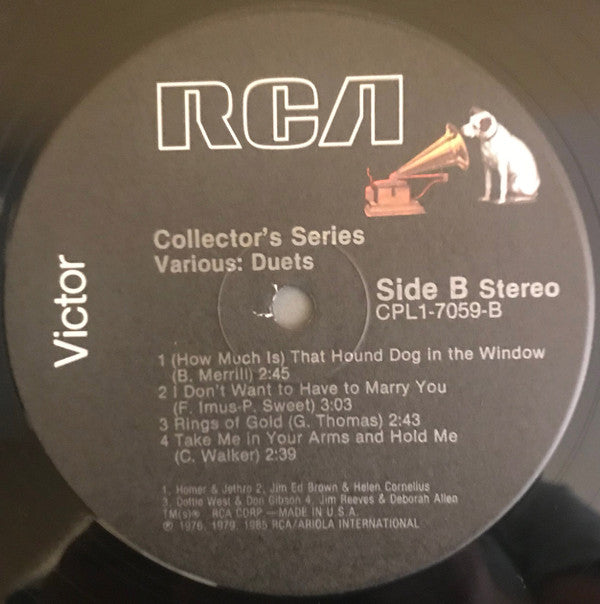 RCA
Collector's Series
Various: Duets
Victor
Side B Stereo
CPL1-7059-B
1 (How Much Is) That Hound Dog in the Window
(B. Merrill) 2:45
2 I Don't Want to Have to Marry You
(F. Imus-P. Sweet) 3:03
3 Rings of Gold (G. Thomas) 2:43
4 Take Me in Your Arms and Hold Me
(C. Walker) 2:39
1, Homer & Jethro 2, Jim Ed Brown & Helen Cornelius
3, Dottie West & Don Gibson 4, Jim Reeves & Deborah Allen
TM(s)® RCA CORP — MADE IN U.S.A.
℗ 1976, 1979, 1985 RCA/ARIOLA INTERNATIONAL